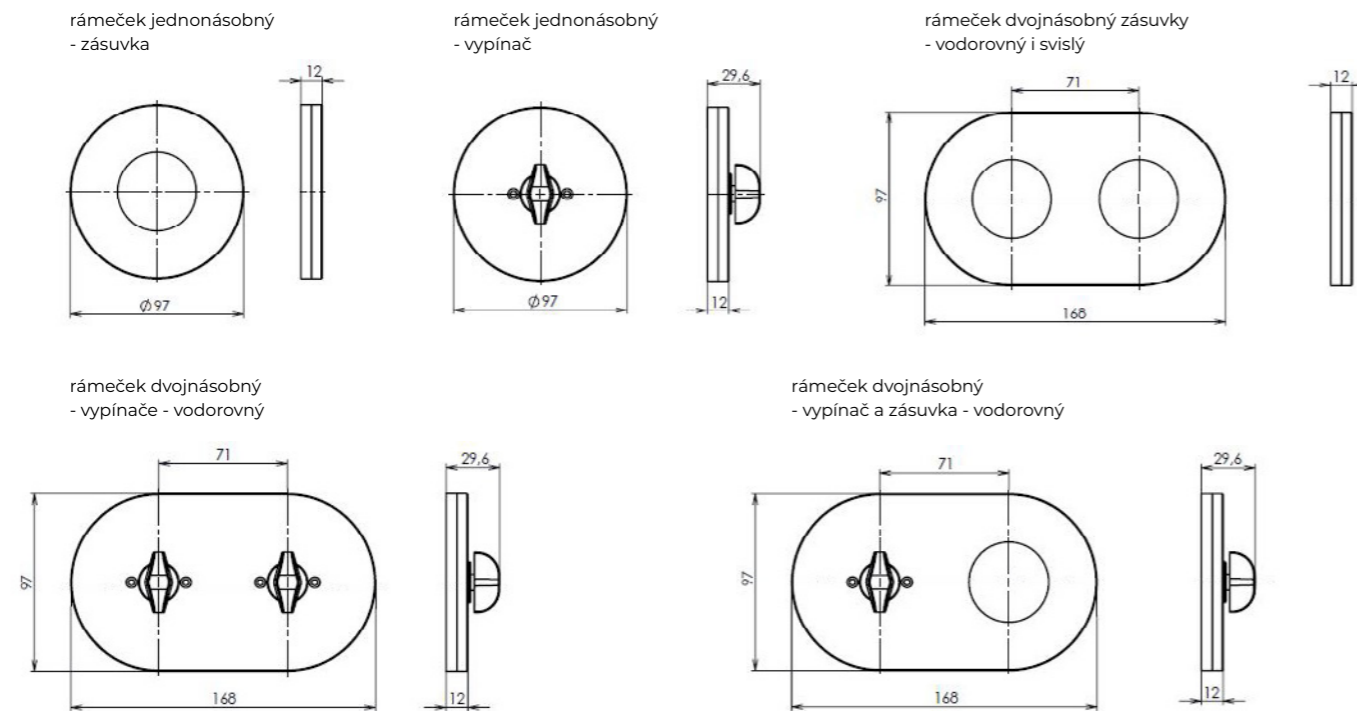 rámeček jednonásobný
- zásuvka
rámeček jednonásobný
- vypínač
rámeček dvojnásobný zásuvky
- vodorovný i svislý
12
Ø97
29,6
Ø97
12
71
97
168
12
rámeček dvojnásobný
- vypínače - vodorovný
rámeček dvojnásobný
- vypínač a zásuvka - vodorovný
71
97
168
29,6
12
71
97
168
29,6
12